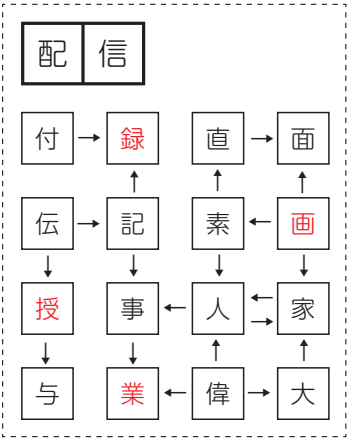 配信
付→録 直→面
伝→記 素←画
授 事←人⇄家
与 業←偉→大